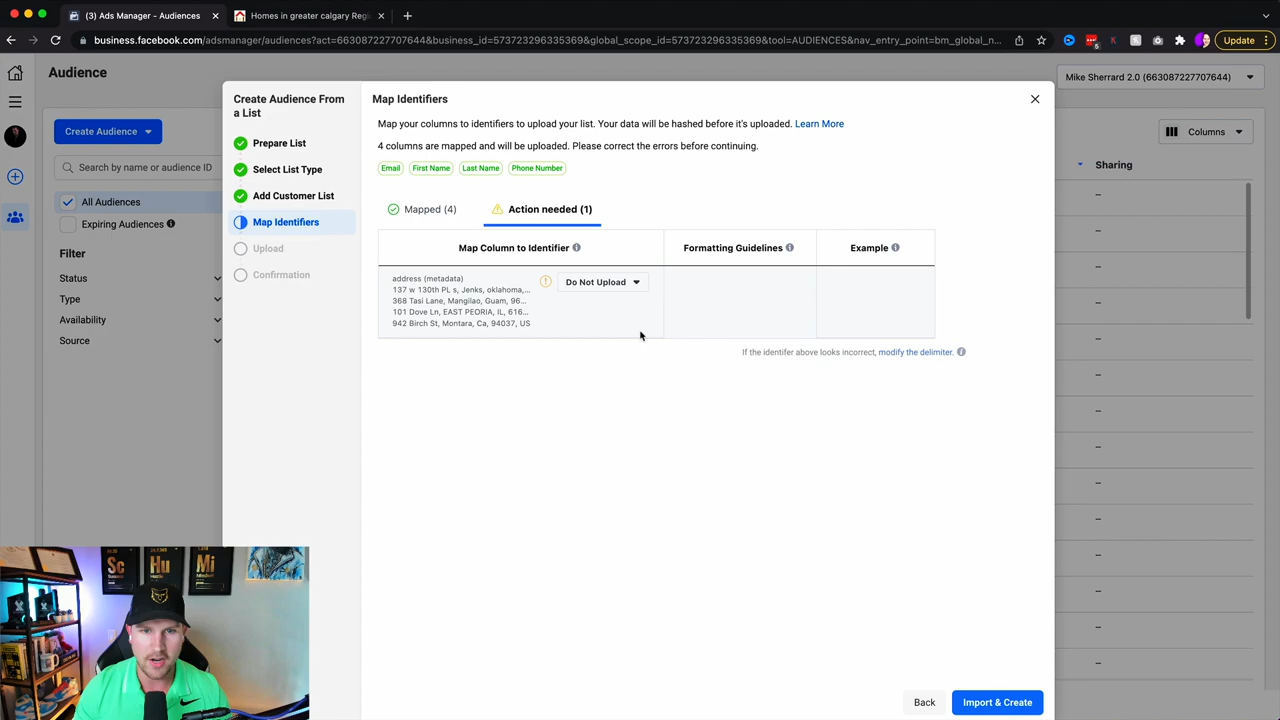 (3) Ads Manager - Audiences
Homes in greater calgary Regi
business.facebook.com/adsmanager/audiences?act=663087227707644&business_id=573723296335369&global_scope_id=573723296335369&tool=AUDIENCES&nav_entry_point=bm_global_n...
5
Update
Audience
Mike Sherrard 2.0 (663087227707644)
Create Audience
Search by name or audience ID
All Audiences
Expiring Audiences
Filter
Status
Type
Availability
Source
Columns
Sharing
Create Audience From
a List
Prepare List
Select List Type
Add Customer List
Map Identifiers
Upload
Confirmation
Map Identifiers
Map your columns to identifiers to upload your list. Your data will be hashed before it's uploaded. Learn More
4 columns are mapped and will be uploaded. Please correct the errors before continuing.
Email First Name Last Name Phone Number
Mapped (4) Action needed (1)
Map Column to Identifier Formatting Guidelines Example
address (metadata)
137 w 130th PL s, Jenks, oklahoma,...
368 Tasi Lane, Mangilao, Guam, 96...
101 Dove Ln, EAST PEORIA, IL, 616...
942 Birch St, Montara, Ca, 94037, US
Do Not Upload
If the identifer above looks incorrect, modify the delimiter.
Back Import & Create
Sc Hu Mi